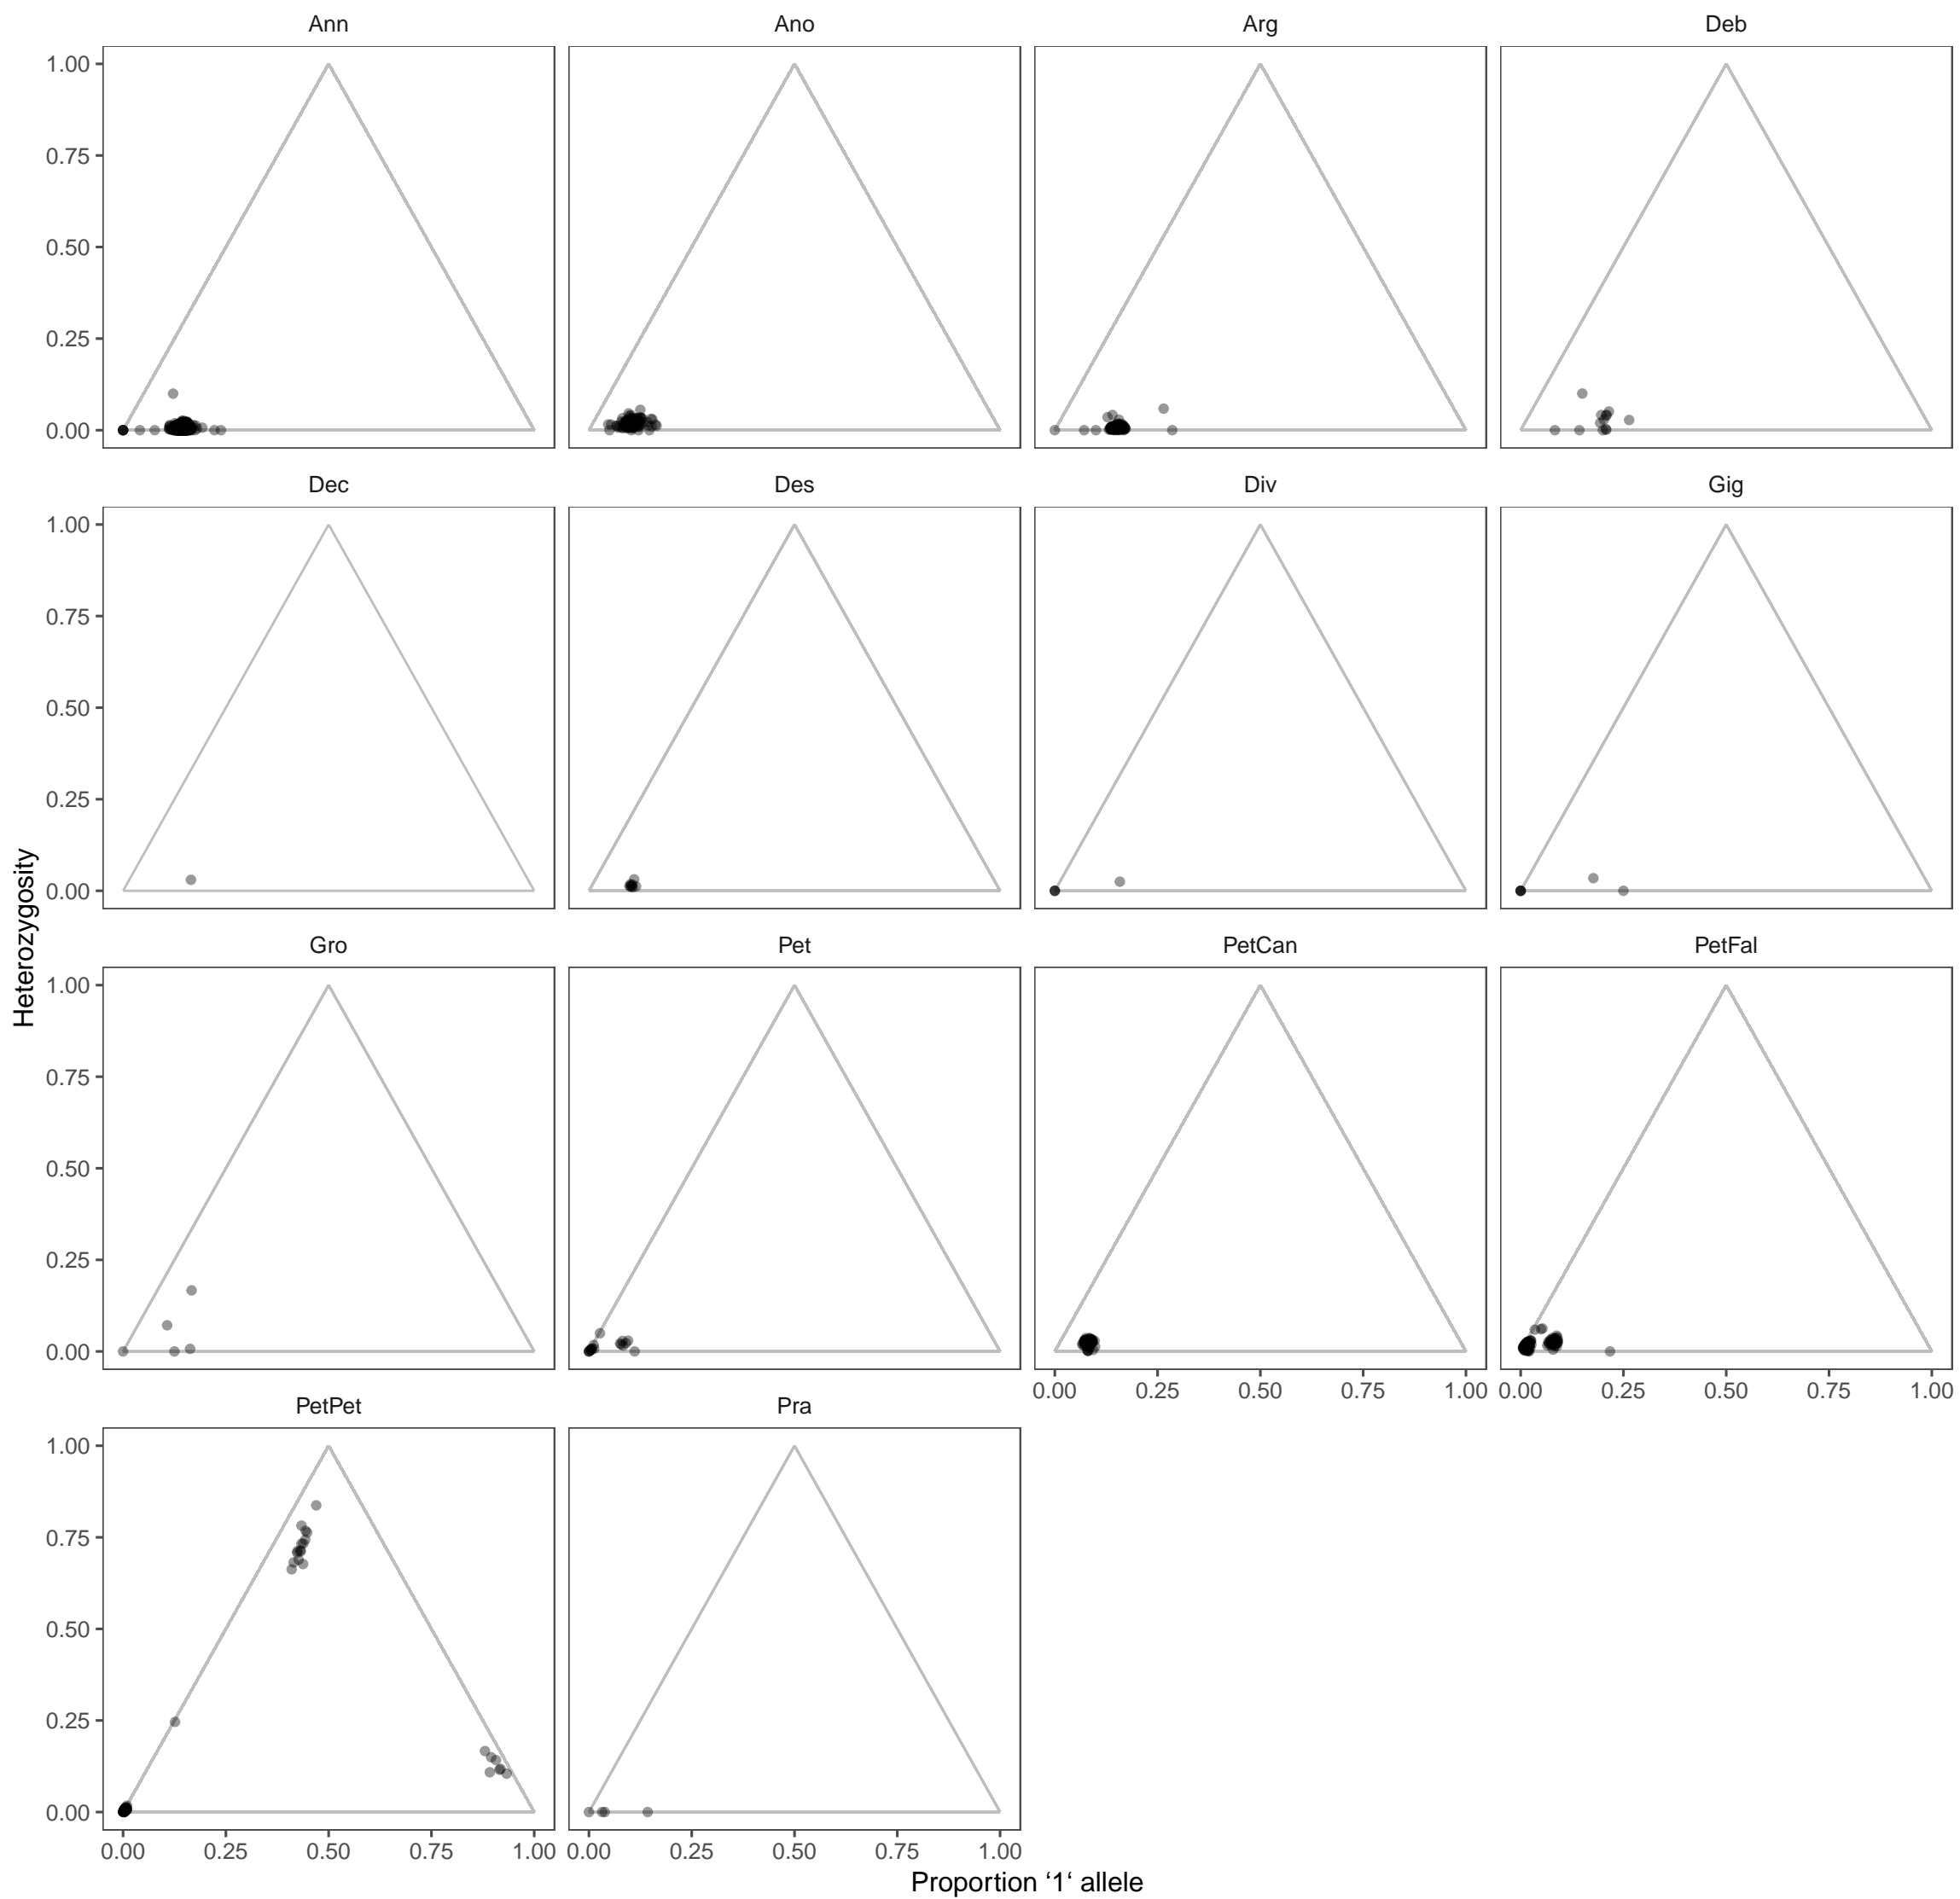 Ann Ano Arg Deb
1.00
0.75
0.50
0.25
0.00
Dec Des Div Gig
1.00
0.75
0.50
0.25
0.00
Heterozygosity
Gro Pet PetCan PetFal
1.00
0.75
0.50
0.25
0.00
0.00 0.25 0.50 0.75 1.00 0.00 0.25 0.50 0.75 1.00
PetPet Pra
1.00
0.75
0.50
0.25
0.00
0.00 0.25 0.50 0.75 1.00 0.00 0.25 0.50 0.75 1.00
Proportion ‘1‘ allele